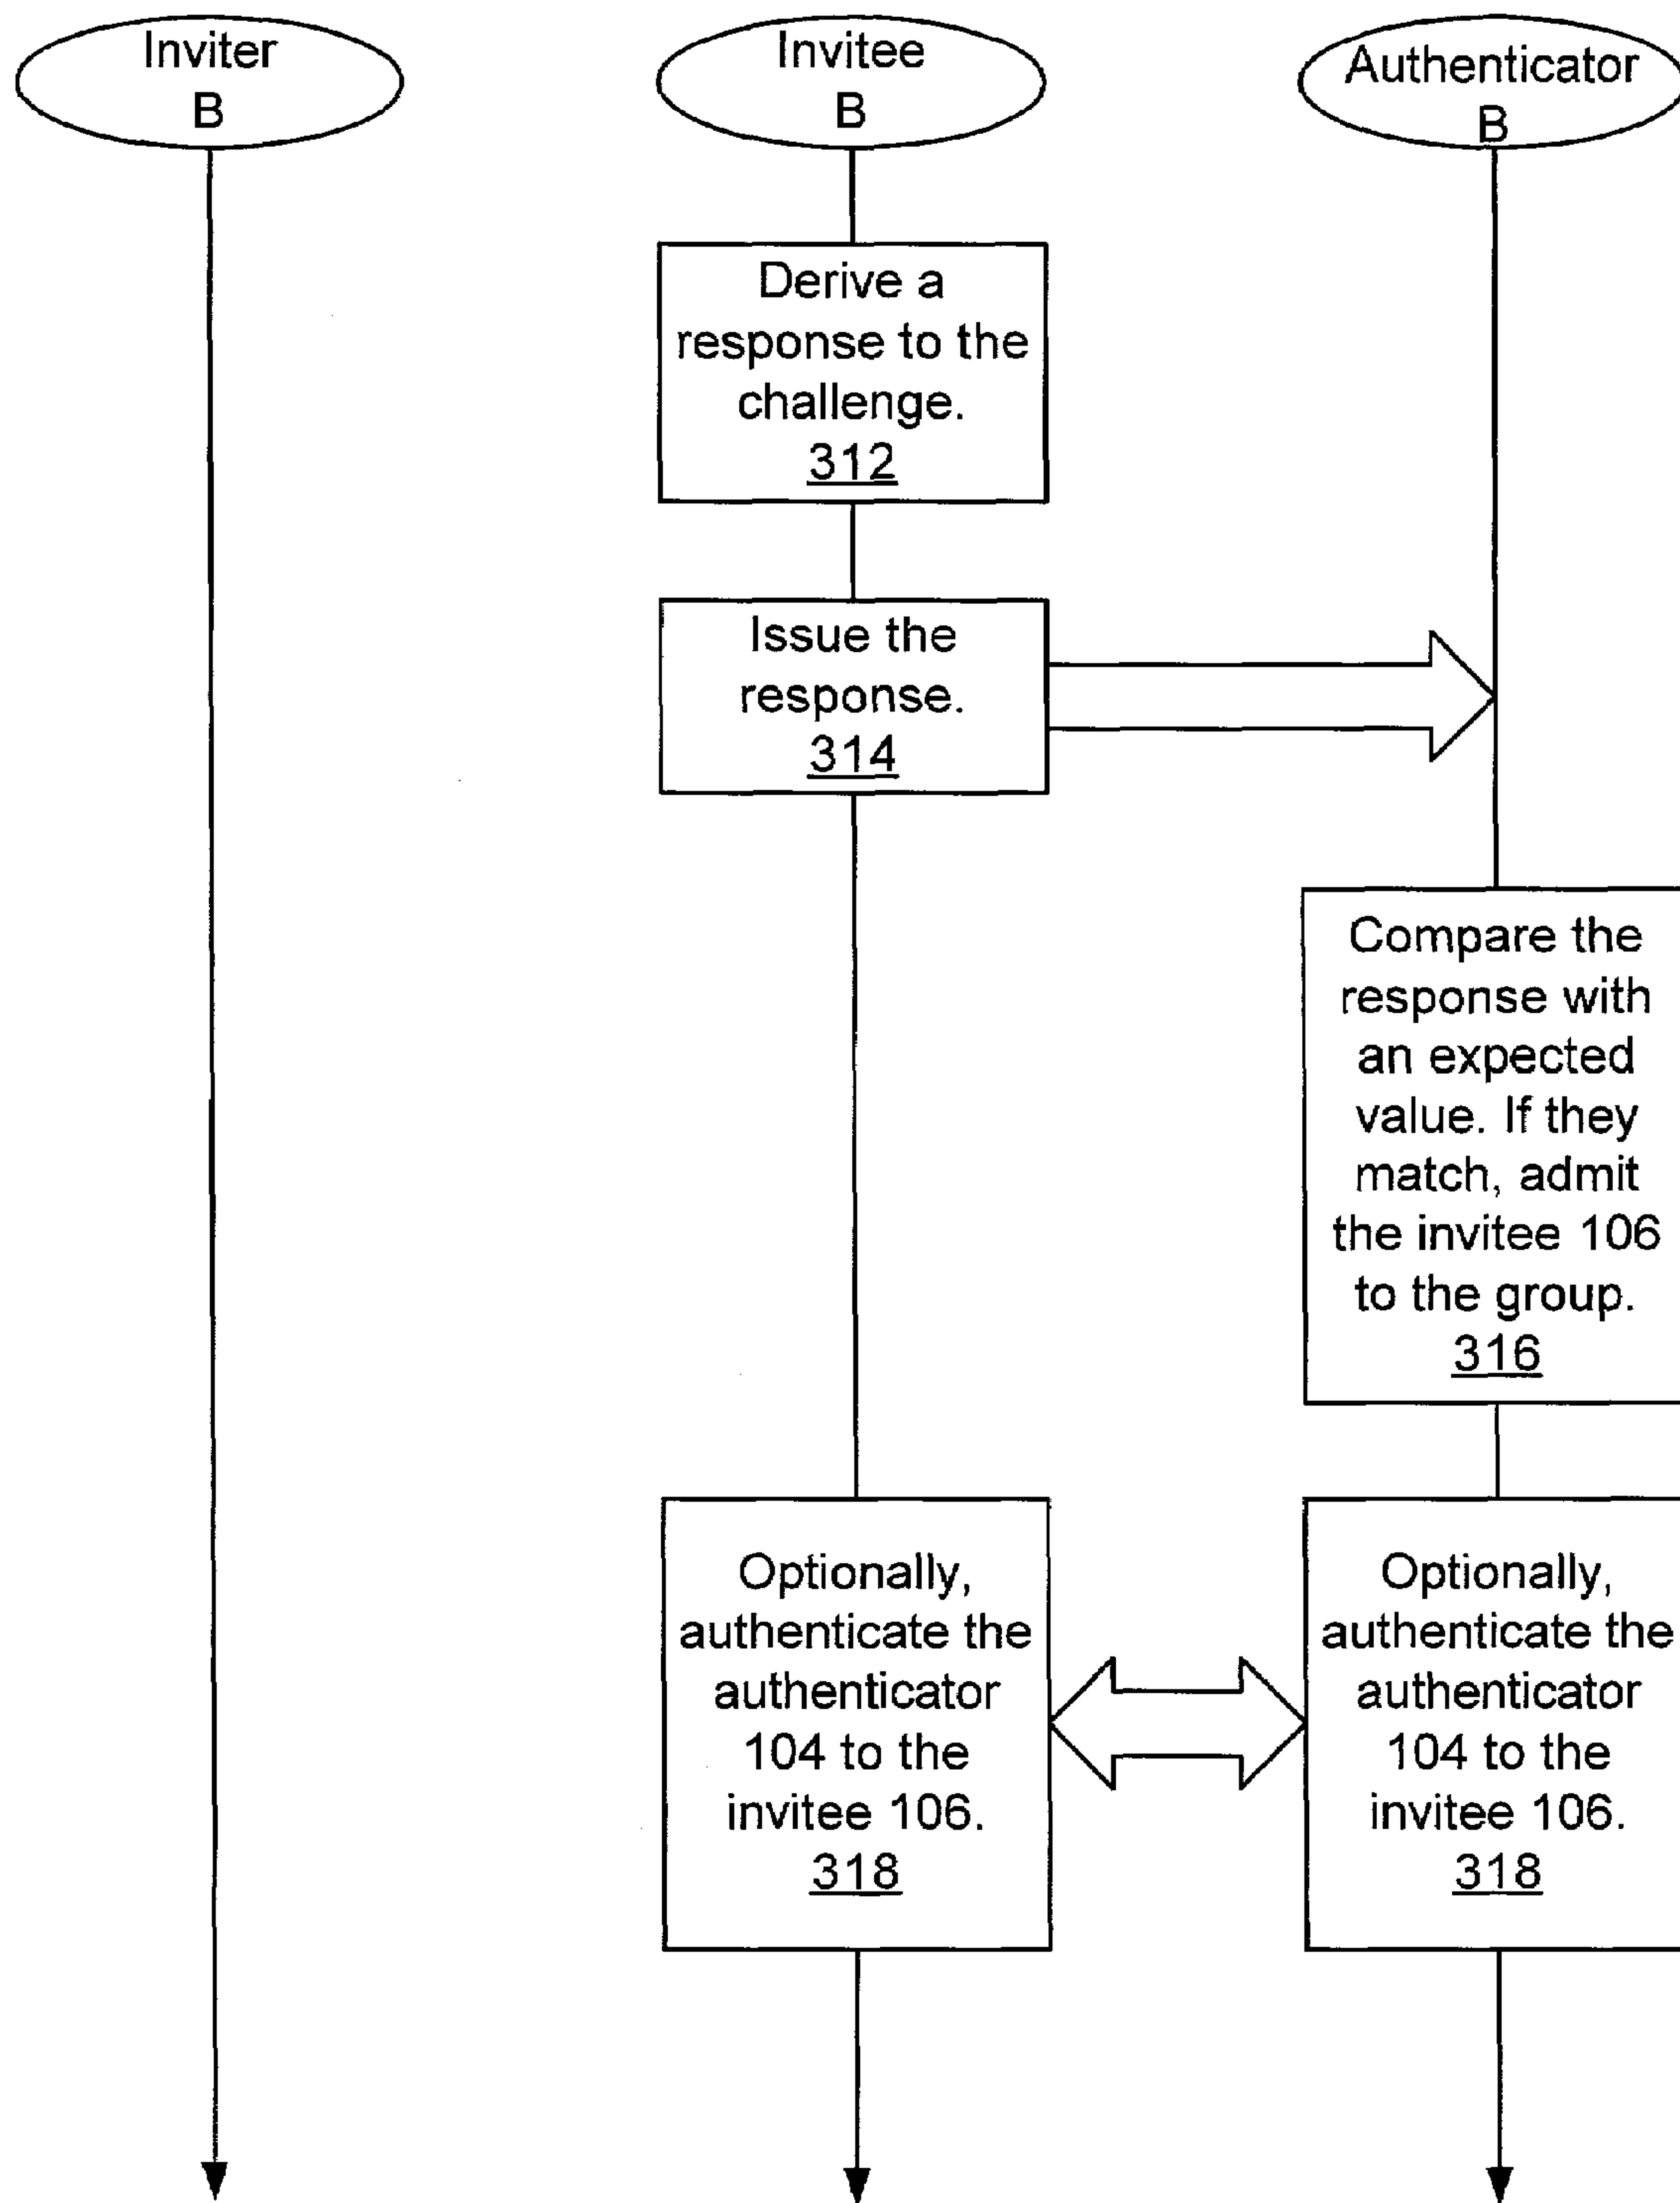 Inviter
B
Invitee
B
Authenticator
B
Derive a
response to the
challenge.
312
Issue the
response.
314
Compare the
response with
an expected
value. If they
match, admit
the invitee 106
to the group.
316
Optionally,
authenticate the
authenticator
104 to the
invitee 106.
318
Optionally,
authenticate the
authenticator
104 to the
invitee 106.
318